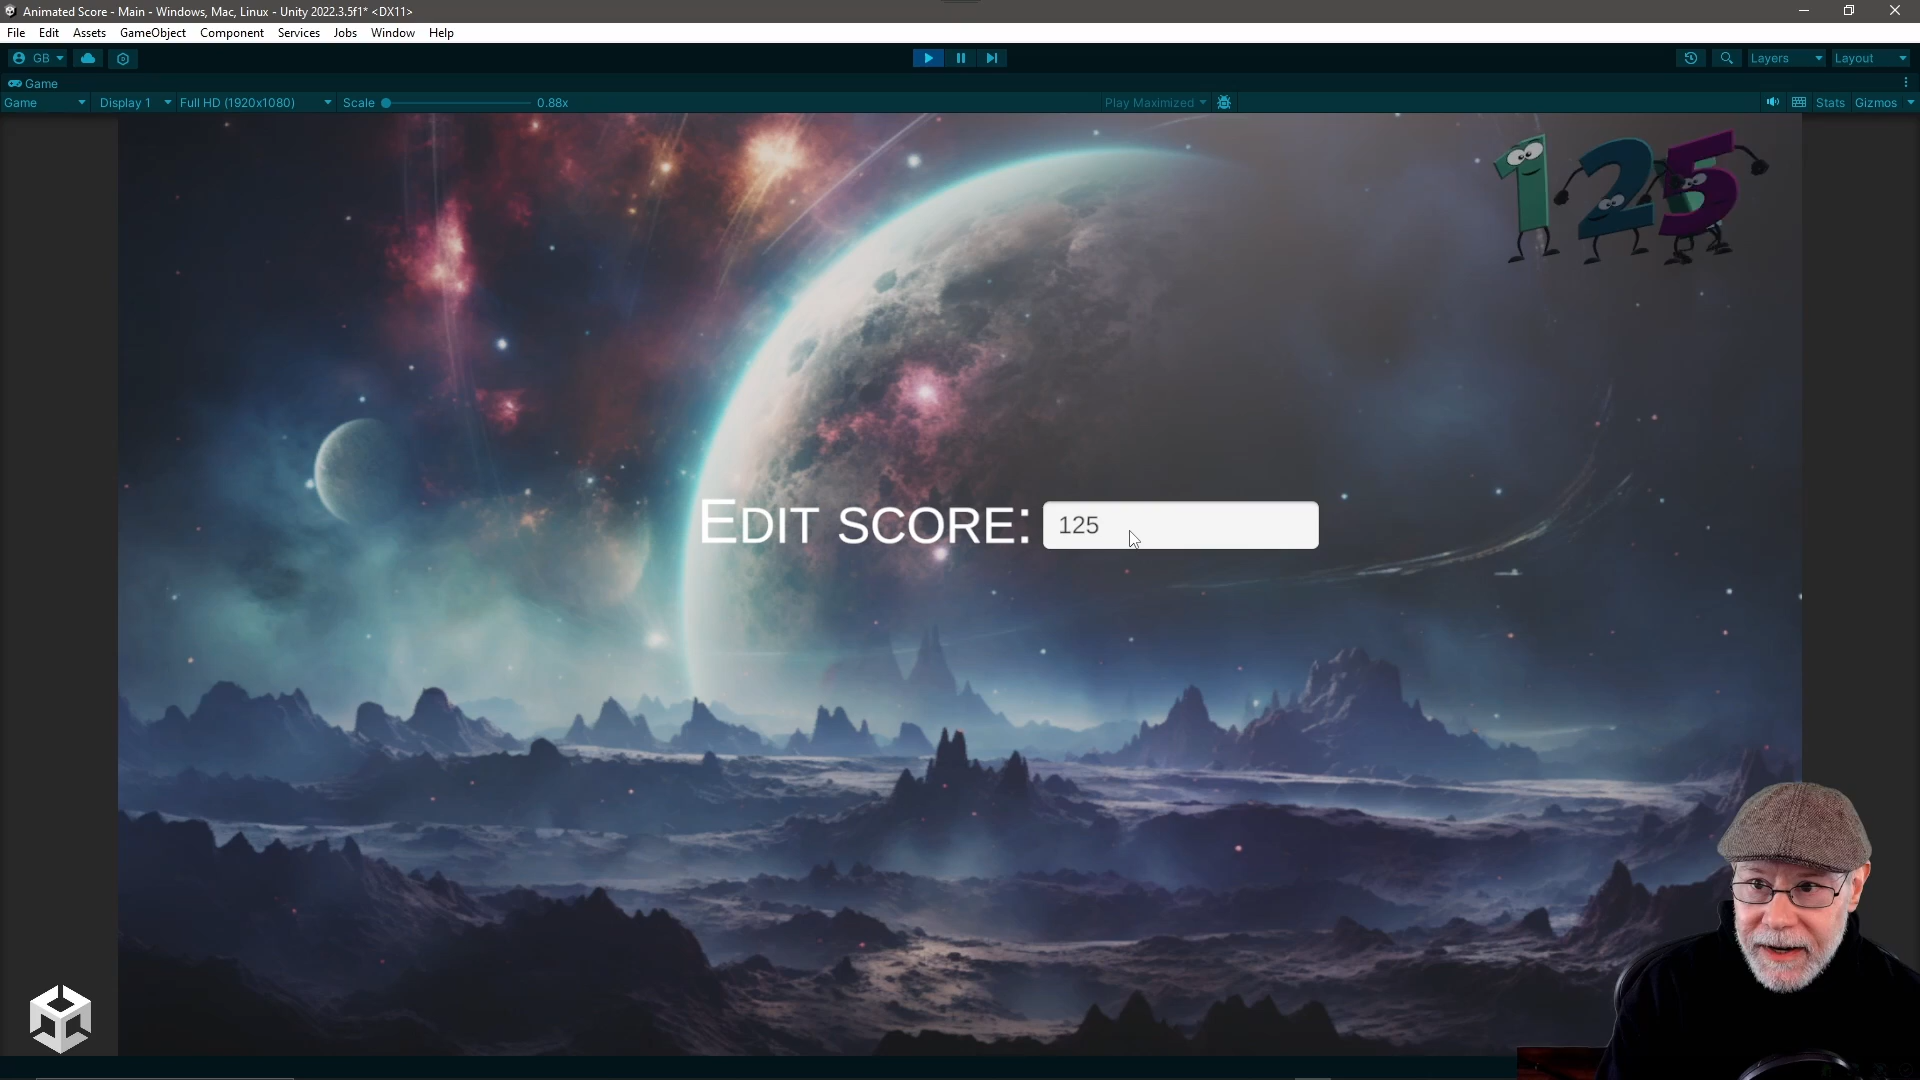 Animated Score - Main - Windows, Mac, Linux - Unity 2022.3.5f1* <DX11>
File Edit Assets GameObject Component Services Jobs Window Help
GB Layers Layout
Game
Game Display 1 Full HD (1920x1080) Scale 0.88x Play Maximized Stats Gizmos
125
EDIT SCORE: 125